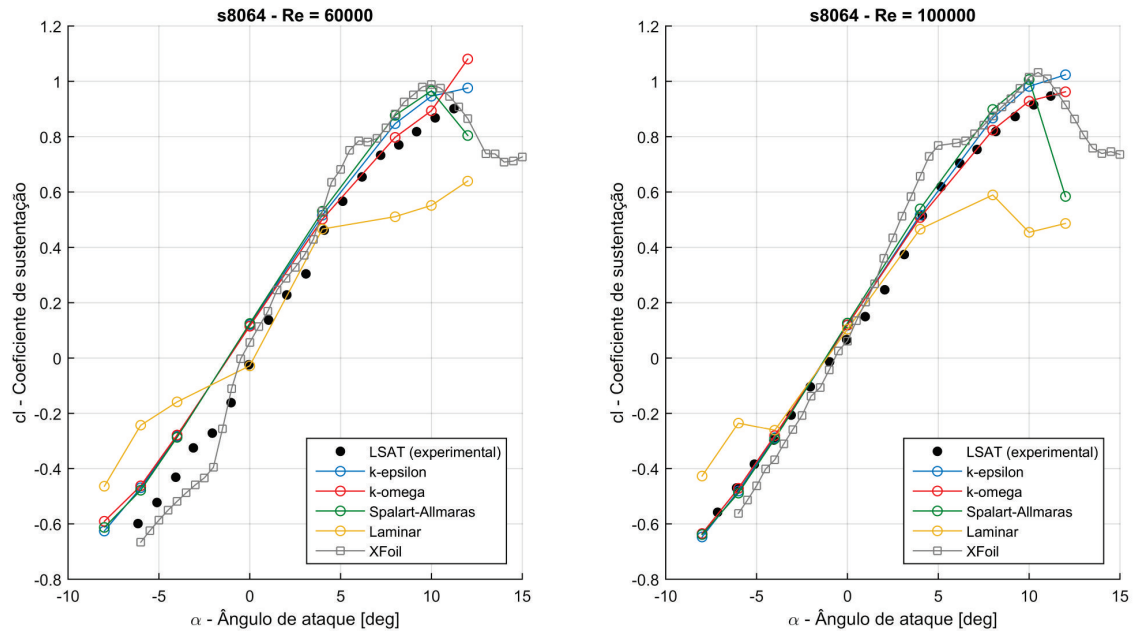 s8064 - Re = 60000
cl - Coeficiente de sustentação
1.2
1
0.8
0.6
0.4
0.2
0
-0.2
-0.4
-0.6
-0.8
-10
-5
0
5
10
15
α - Ângulo de ataque [deg]
LSAT (experimental)
k-epsilon
k-omega
Spalart-Allmaras
Laminar
XFoil
s8064 - Re = 100000
cl - Coeficiente de sustentação
1.2
1
0.8
0.6
0.4
0.2
0
-0.2
-0.4
-0.6
-0.8
-10
-5
0
5
10
15
α - Ângulo de ataque [deg]
LSAT (experimental)
k-epsilon
k-omega
Spalart-Allmaras
Laminar
XFoil